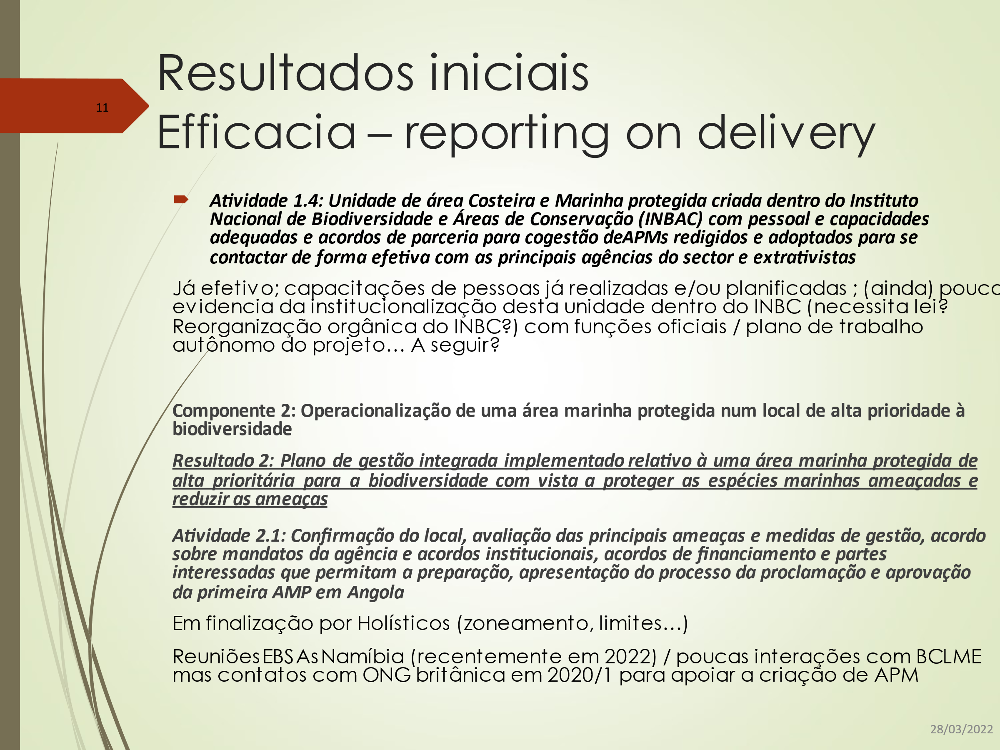 Resultados iniciais
11
Efficacia – reporting on delivery
Atividade 1.4: Unidade de área Costeira e Marinha protegida criada dentro do Instituto
Nacional de Biodiversidade e Áreas de Conservação (INBAC) com pessoal e capacidades
adequadas e acordos de parceria para cogestão deAPMs redigidos e adoptados para se
contactar de forma efetiva com as principais agências do sector e extrativistas
Já efetivo; capacitações de pessoas já realizadas e/ou planificadas ; (ainda)
evidencia da institucionalização desta unidade dentro do INBC (necessita lei?
Reorganização orgânica do INBC?) com funções oficiais / plano de trabalho
autônomo do projeto… A seguir?
Componente 2: Operacionalização de uma área marinha protegida num local de alta prioridade à
biodiversidade
Resultado 2: Plano de gestão integrada implementado relativo à uma área marinha protegida de
alta prioritária para a biodiversidade com vista a proteger as espécies marinhas ameaçadas e
reduzir as ameaças
Atividade 2.1: Confirmação do local, avaliação das principais ameaças e medidas de gestão, acordo
sobre mandatos da agência e acordos institucionais, acordos de financiamento e partes
interessadas que permitam a preparação, apresentação do processo da proclamação e aprovação
da primeira AMP em Angola
Em finalização por Holísticos (zoneamento, limites…)
Reuniões EBSAs Namíbia (recentemente em 2022) / poucas interações com BCLME
mas contatos com ONG britânica em 2020/1 para apoiar a criação de APM
28/03/2022